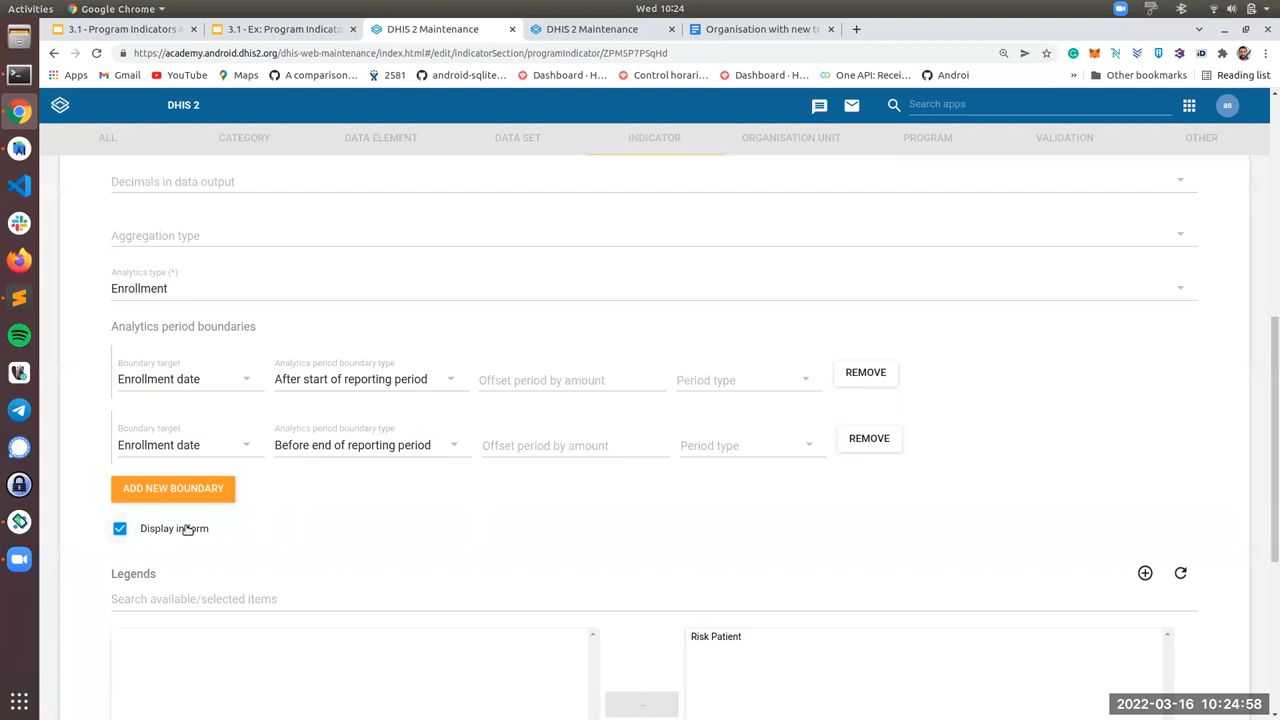 Activities Google Chrome Wed 10:24
3.1 - Program Indicators e 3.1 - Ex: Program Indicato DHIS 2 Maintenance DHIS 2 Maintenance Organisation with new t
https://academy.android.dhis2.org/dhis-web-maintenance/index.html#/edit/indicatorSection/programIndicator/ZPMSP7PSqHd
Apps Gmail YouTube Maps A comparison... 2581 android-sqlite... Dashboard · H... Control horari... Dashboard · H... One API: Recei... Androi » Other bookmarks Reading list
DHIS 2 Search apps as
ALL CATEGORY DATA ELEMENT DATA SET INDICATOR ORGANISATION UNIT PROGRAM VALIDATION OTHER
Decimals in data output
Aggregation type
Analytics type (*)
Enrollment
Analytics period boundaries
Boundary target Analytics period boundary type
Enrollment date After start of reporting period Offset period by amount Period type REMOVE
Boundary target Analytics period boundary type
Enrollment date Before end of reporting period Offset period by amount Period type REMOVE
ADD NEW BOUNDARY
Display in form
Legends
Search available/selected items
Risk Patient
→
2022-03-16 10:24:58